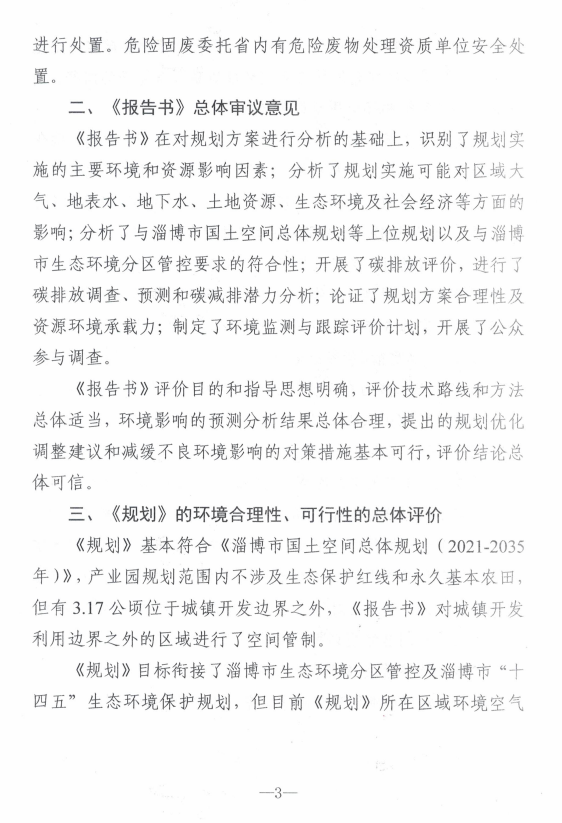 进行处置。危险固废委托省内有危险废物处理资质单位安全处
置。
二、《报告书》总体审议意见
《报告书》在对规划方案进行分析的基础上，识别了规划实
施的主要环境和资源影响因素；分析了规划实施可能对区域大
气、地表水、地下水、土地资源、生态环境及社会经济等方面的
影响；分析了与淄博市国土空间总体规划等上位规划以及与淄博
市生态环境分区管控要求的符合性；开展了碳排放评价，进行了
碳排放调查、预测和碳减排潜力分析；论证了规划方案合理性及
资源环境承载力；制定了环境监测与跟踪评价计划，开展了公众
参与调查。
《报告书》评价目的和指导思想明确，评价技术路线和方法
总体适当，环境影响的预测分析结果总体合理，提出的规划优化
调整建议和减缓不良环境影响的对策措施基本可行，评价结论总
体可信。
三、《规划》的环境合理性、可行性的总体评价
《规划》基本符合《淄博市国土空间总体规划（2021-2035
年）》，产业园规划范围内不涉及生态保护红线和永久基本农田，
但有 3.17 公顷位于城镇开发边界之外，《报告书》对城镇开发
利用边界之外的区域进行了空间管制。
《规划》目标衔接了淄博市生态环境分区管控及淄博市“十
四五”生态环境保护规划，但目前《规划》所在区域环境空气
—3—